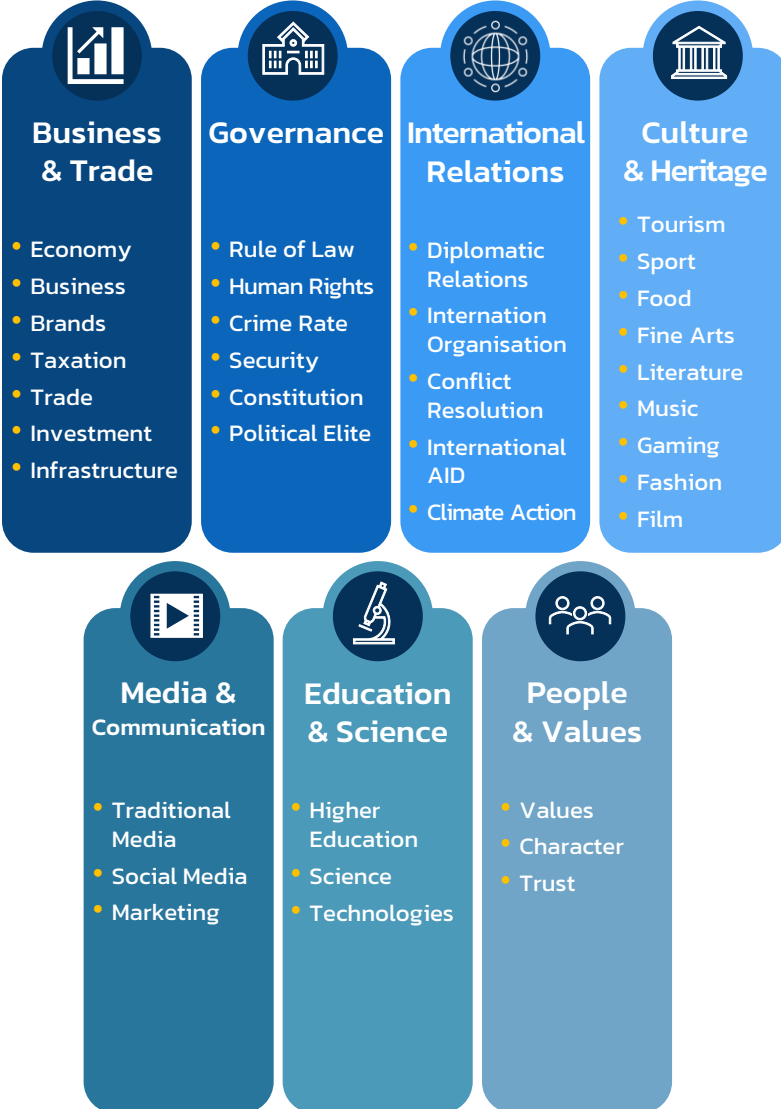 Business
& Trade
Economy
Business
Brands
Taxation
Trade
Investment
Infrastructure
Governance
Rule of Law
Human Rights
Crime Rate
Security
Constitution
Political Elite
International
Relations
Diplomatic
Relations
Internation
Organisation
Conflict
Resolution
International
AID
Climate Action
Culture
& Heritage
Tourism
Sport
Food
Fine Arts
Literature
Music
Gaming
Fashion
Film
Media &
Communication
Traditional
Media
Social Media
Marketing
Education
& Science
Higher
Education
Science
Technologies
People
& Values
Values
Character
Trust